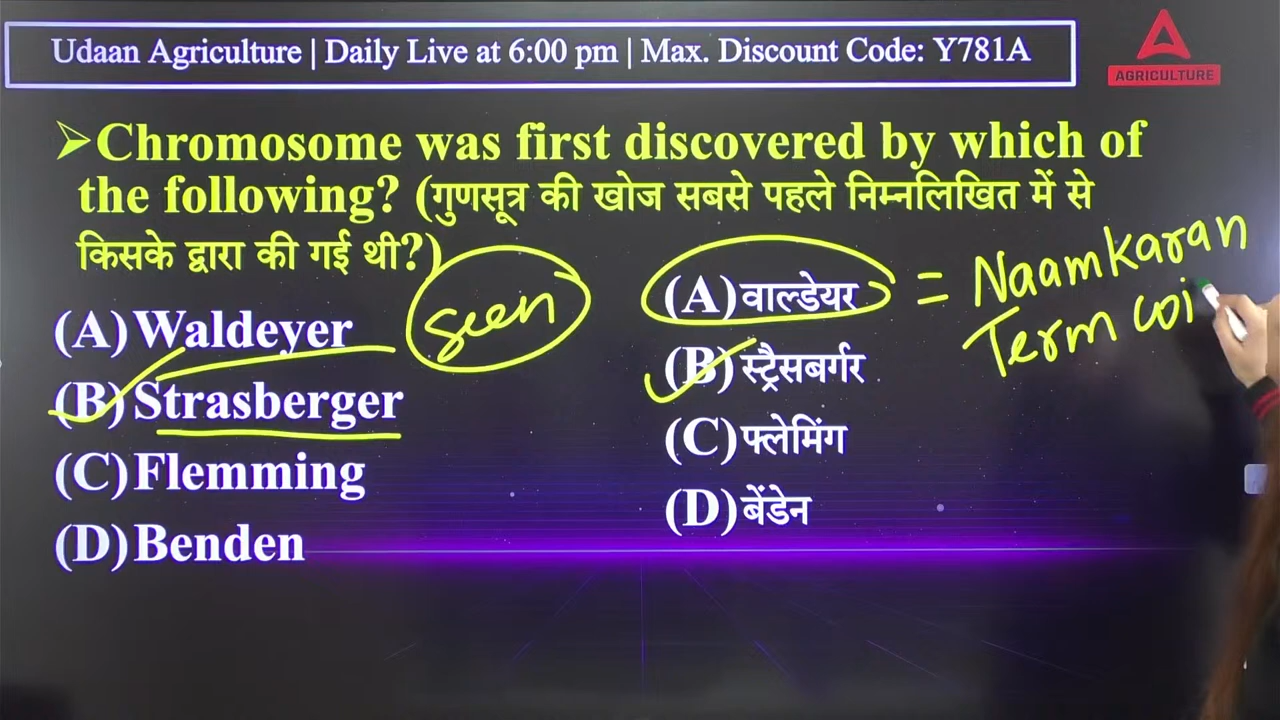 Udaan Agriculture | Daily Live at 6:00 pm | Max. Discount Code: Y781A
AGRICULTURE
➤Chromosome was first discovered by which of
the following? (गुणसूत्र की खोज सबसे पहले निम्नलिखित में से
किसके द्वारा की गई थी?)
seen
(A) Waldeyer
(B) Strasberger
(C) Flemming
(D) Benden
(A) वाल्डेयर = Naamkaran
Term coi
(B) स्ट्रैसबर्गर
(C) फ्लेमिंग
(D) बेंडेन